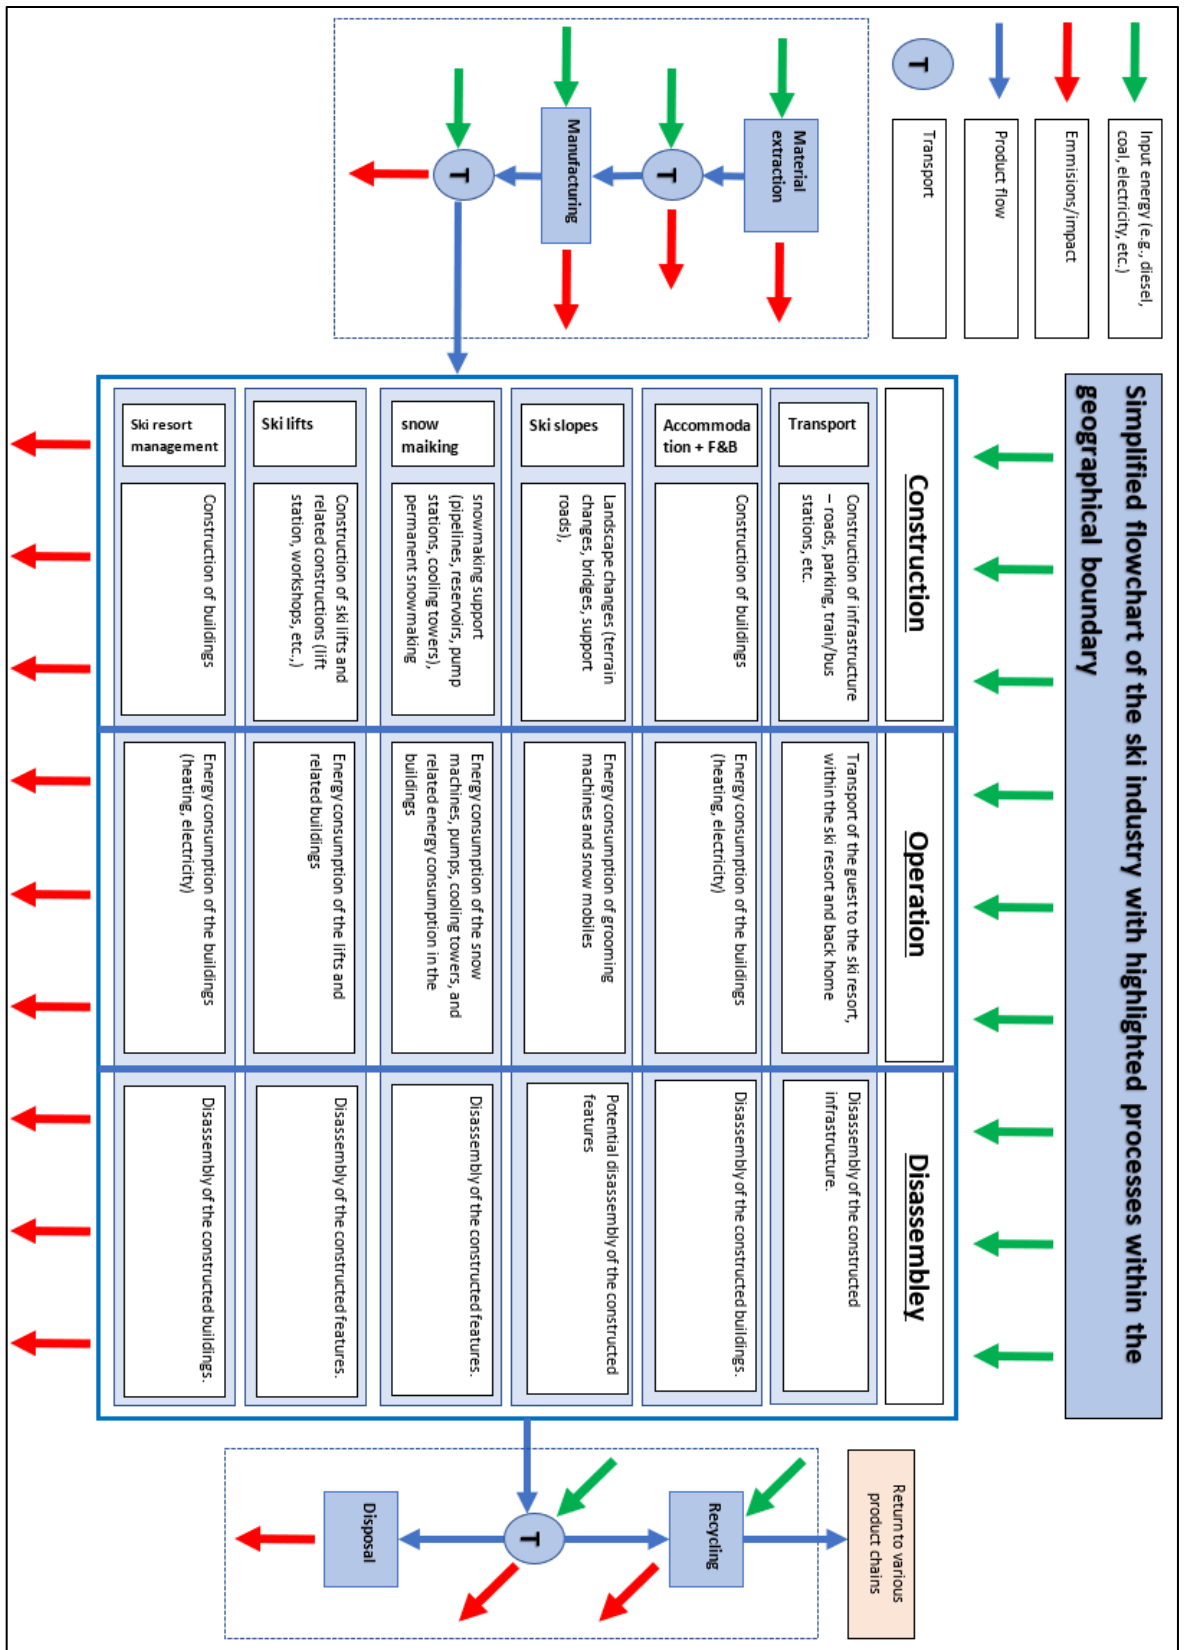 Simplified flowchart of the ski industry with highlighted processes within the
geographical boundary
Input energy (e.g., diesel,
coal, electricity, etc.)
Emmisions/impact
Product flow
T
Transport
Material
extraction
T
Manufacturing
T
Construction
Operation
Disassembley
Transport
Construction of infrastructure
– roads, parking, train/bus
stations, etc.
Transport of the guest to the ski resort,
within the ski resort and back home
Disassembly of the constructed
infrastructure.
Accommoda
tion + F&B
Construction of buildings
Energy consumption of the buildings
(heating, electricity)
Disassembly of the constructed buildings.
Ski slopes
Landscape changes (terrain
changes, bridges, support
roads),
Energy consumption of grooming
machines and snow mobiles
Potential disassembly of the constructed
features
snow
maiking
snowmaking support
(pipelines, reservoirs, pump
stations, cooling towers),
permanent snowmaking
Energy consumption of the snow
machines, pumps, cooling towers, and
related energy consumption in the
buildings
Disassembly of the constructed features.
Ski lifts
Construction of ski lifts and
related constructions (lift
station, workshops, etc.,)
Energy consumption of the lifts and
related buildings
Disassembly of the constructed features.
Ski resort
management
Construction of buildings
Energy consumption of the buildings
(heating, electricity)
Disassembly of the constructed buildings.
Return to various
product chains
Recycling
T
Disposal